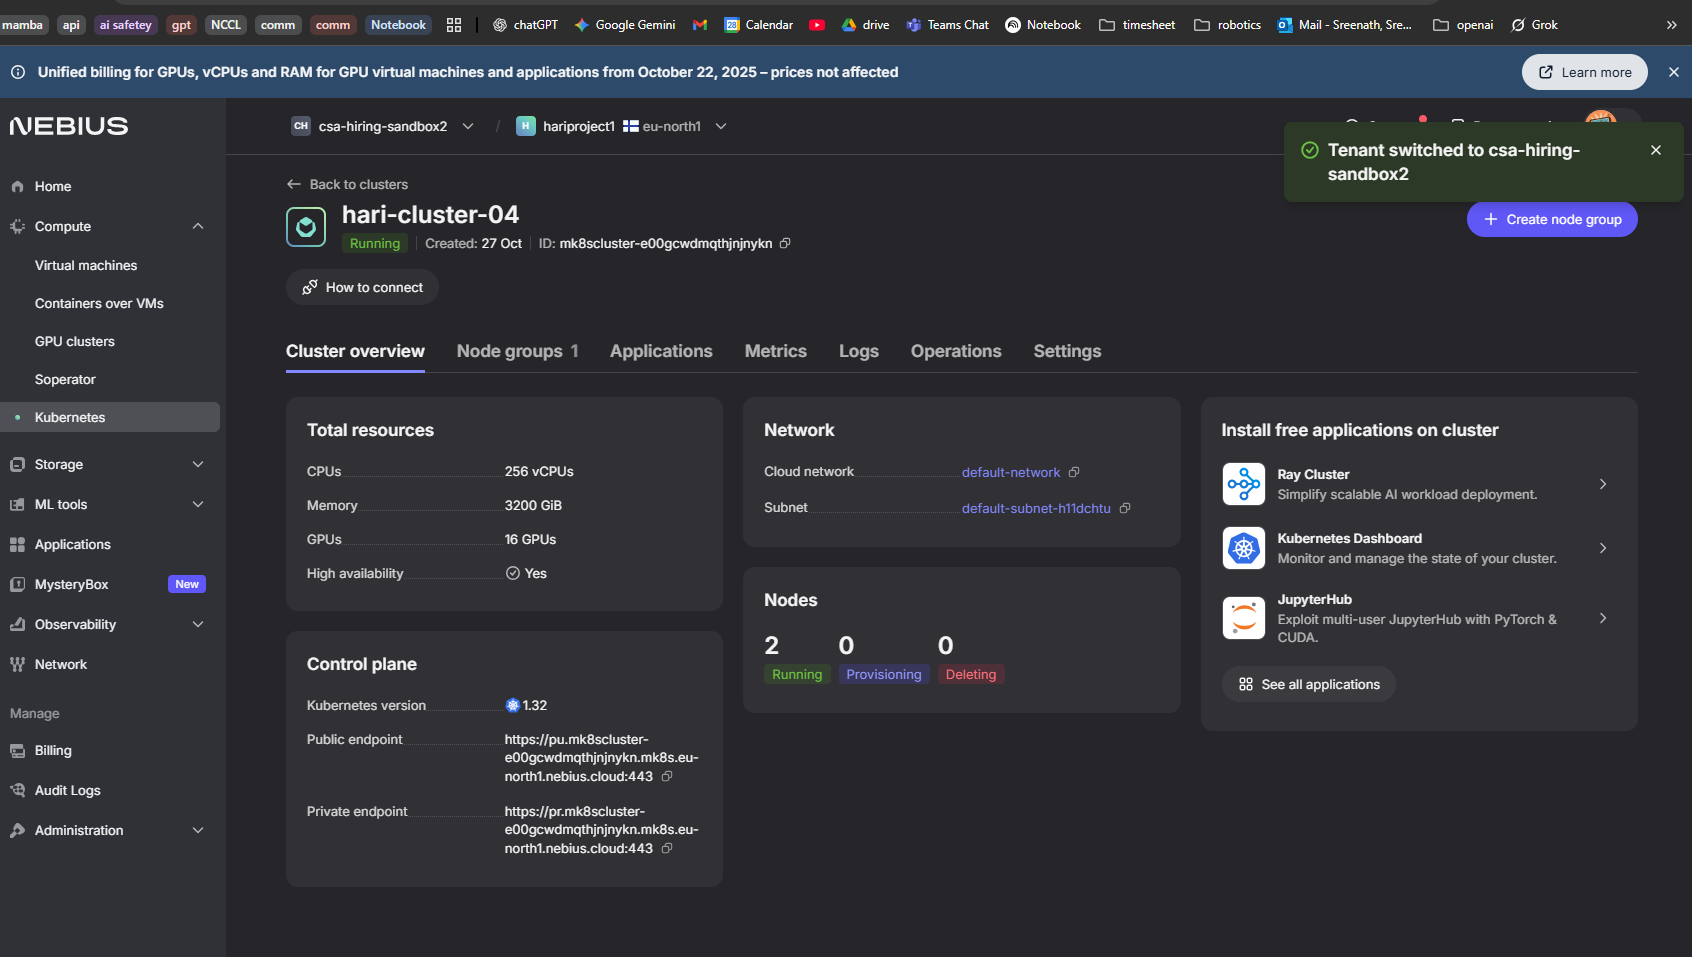 mamba api ai safetey gpt NCCL comm comm Notebook chatGPT Google Gemini 28 Calendar drive Teams Chat Notebook timesheet robotics Mail - Sreenath, Sre... openai Grok
Unified billing for GPUs, vCPUs and RAM for GPU virtual machines and applications from October 22, 2025 – prices not affected
Learn more
NEBIUS
CH csa-hiring-sandbox2 / H hariproject1 eu-north1
Tenant switched to csa-hiring-
sandbox2
Home
Compute
Virtual machines
Containers over VMs
GPU clusters
Soperator
Kubernetes
Storage
ML tools
Applications
MysteryBox New
Observability
Network
Manage
Billing
Audit Logs
Administration
Back to clusters
hari-cluster-04
Running Created: 27 Oct ID: mk8scluster-e00gcwdmqthjnjnykn
Create node group
How to connect
Cluster overview Node groups 1 Applications Metrics Logs Operations Settings
Total resources
CPUs 256 vCPUs
Memory 3200 GiB
GPUs 16 GPUs
High availability Yes
Control plane
Kubernetes version 1.32
Public endpoint https://pu.mk8scluster-
e00gcwdmqthjnjnykn.mk8s.eu-
north1.nebius.cloud:443
Private endpoint https://pr.mk8scluster-
e00gcwdmqthjnjnykn.mk8s.eu-
north1.nebius.cloud:443
Network
Cloud network default-network
Subnet default-subnet-h11dchtu
Nodes
2 0 0
Running Provisioning Deleting
Install free applications on cluster
Ray Cluster
Simplify scalable AI workload deployment.
Kubernetes Dashboard
Monitor and manage the state of your cluster.
JupyterHub
Exploit multi-user JupyterHub with PyTorch &
CUDA.
See all applications